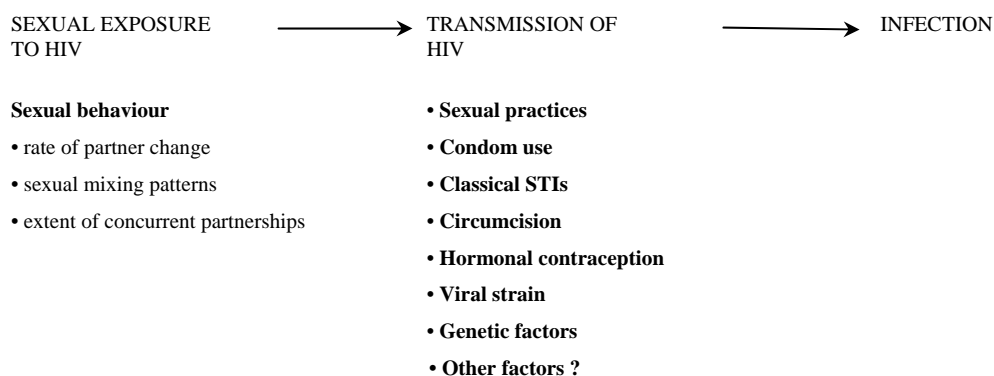 SEXUAL EXPOSURE
TO HIV
TRANSMISSION OF
HIV
INFECTION
Sexual behaviour
• rate of partner change
• sexual mixing patterns
• extent of concurrent partnerships
• Sexual practices
• Condom use
• Classical STIs
• Circumcision
• Hormonal contraception
• Viral strain
• Genetic factors
• Other factors ?